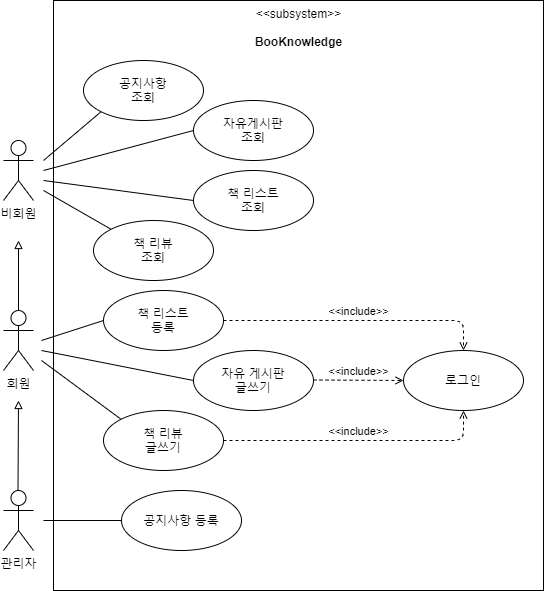 <<subsystem>>
BooKnowledge
공지사항
조회
자유게시판
조회
책 리스트
조회
비회원
책 리뷰
조회
책 리스트
등록
<<include>>
회원
자유 게시판
글쓰기
<<include>>
로그인
책 리뷰
글쓰기
<<include>>
공지사항 등록
관리자